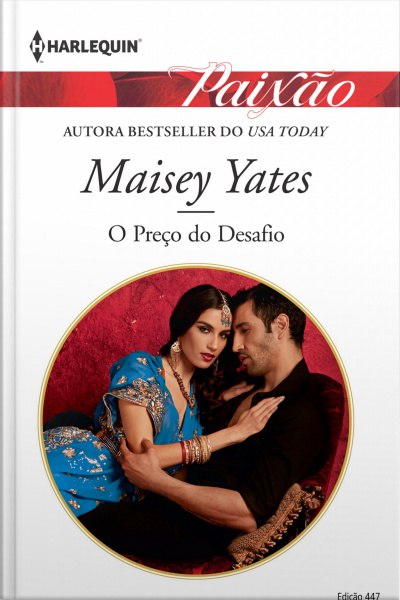 HARLEQUIN®
Paixão
AUTORA BESTSELLER DO USA TODAY
Maisey Yates
O Preço do Desafio
Edição 447